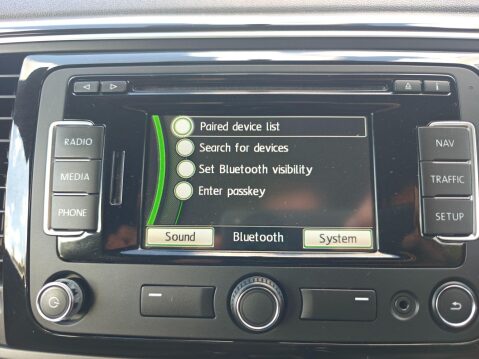 RADIO
MEDIA
PHONE
Paired device list
Search for devices
Set Bluetooth visibility
Enter passkey
Sound Bluetooth System
NAV
TRAFFIC
SETUP